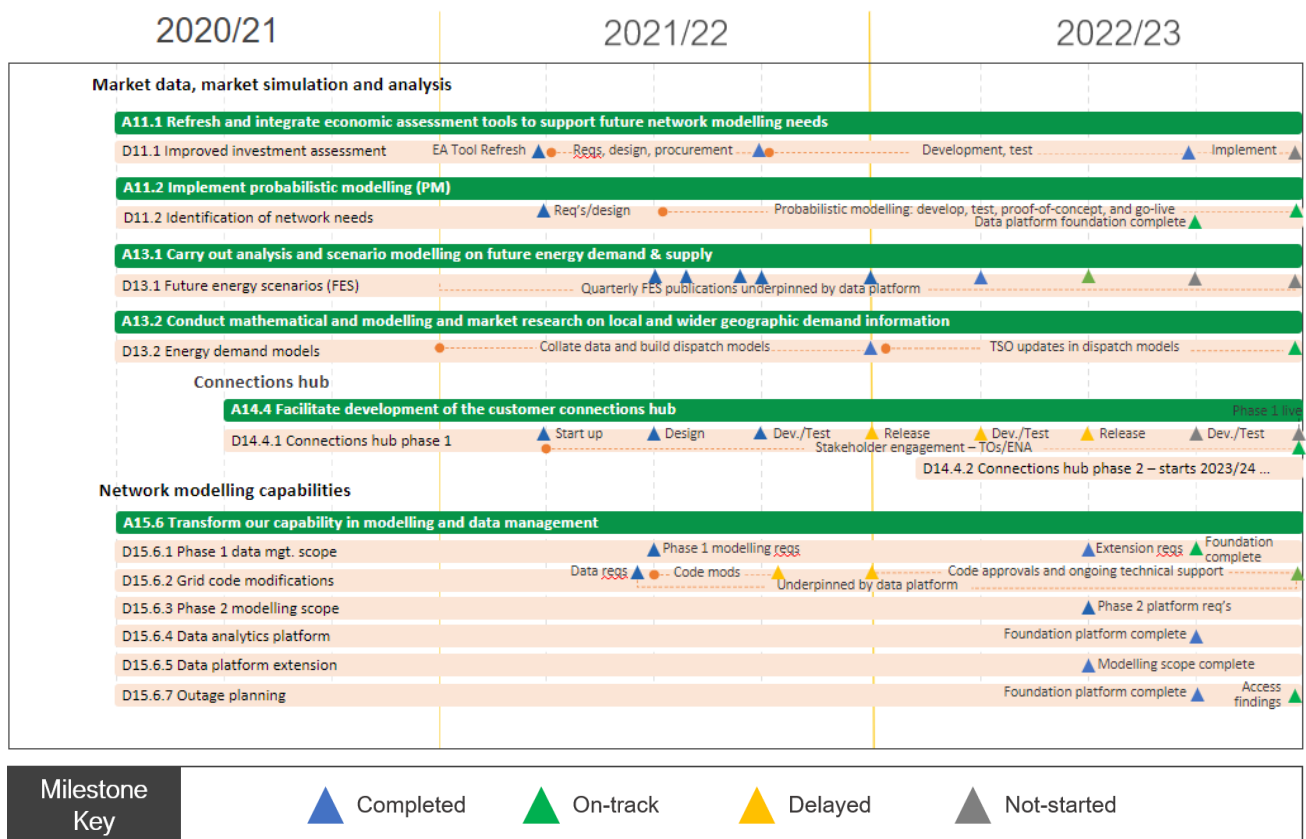 2020/21 2021/22 2022/23
Market data, market simulation and analysis
A11.1 Refresh and integrate economic assessment tools to support future network modelling needs
D11.1 Improved investment assessment EA Tool Refresh Reqs, design, procurement Development, test Implement
A11.2 Implement probabilistic modelling (PM)
D11.2 Identification of network needs Req's/design Probabilistic modelling: develop, test, proof-of-concept, and go-live
Data platform foundation complete
A13.1 Carry out analysis and scenario modelling on future energy demand & supply
D13.1 Future energy scenarios (FES) Quarterly FES publications underpinned by data platform
A13.2 Conduct mathematical and modelling and market research on local and wider geographic demand information
D13.2 Energy demand models Collate data and build dispatch models TSO updates in dispatch models
Connections hub
A14.4 Facilitate development of the customer connections hub Phase 1 live
D14.4.1 Connections hub phase 1 Start up Design Dev./Test Release Dev./Test Release Dev./Test
Stakeholder engagement – TOs/ENA
D14.4.2 Connections hub phase 2 – starts 2023/24 ...
Network modelling capabilities
A15.6 Transform our capability in modelling and data management
D15.6.1 Phase 1 data mgt. scope Phase 1 modelling reqs Extension reqs Foundation
complete
D15.6.2 Grid code modifications Data reqs Code mods Code approvals and ongoing technical support
Underpinned by data platform
D15.6.3 Phase 2 modelling scope Phase 2 platform req's
D15.6.4 Data analytics platform Foundation platform complete
D15.6.5 Data platform extension Modelling scope complete
D15.6.7 Outage planning Foundation platform complete Access
findings
Milestone
Key
Completed On-track Delayed Not-started